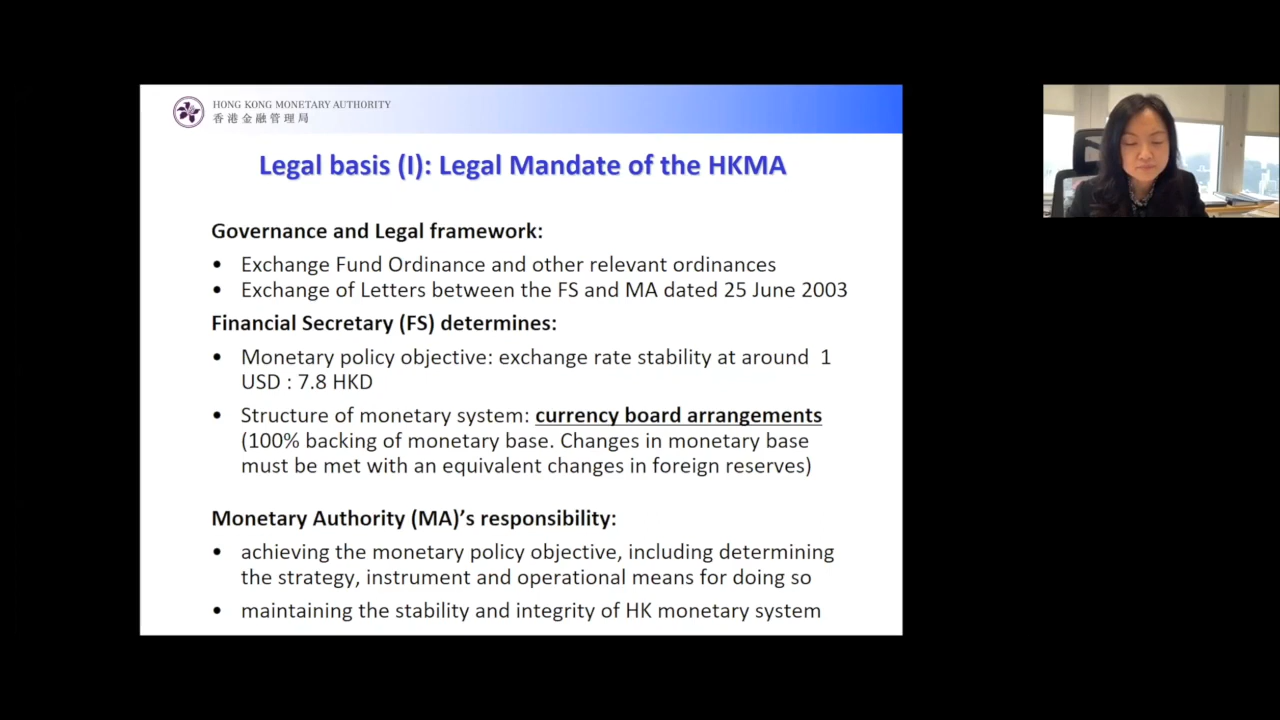 HONG KONG MONETARY AUTHORITY
香港金融管理局
Legal basis (I): Legal Mandate of the HKMA
Governance and Legal framework:
• Exchange Fund Ordinance and other relevant ordinances
• Exchange of Letters between the FS and MA dated 25 June 2003
Financial Secretary (FS) determines:
• Monetary policy objective: exchange rate stability at around 1
USD : 7.8 HKD
• Structure of monetary system: currency board arrangements
(100% backing of monetary base. Changes in monetary base
must be met with an equivalent changes in foreign reserves)
Monetary Authority (MA)’s responsibility:
• achieving the monetary policy objective, including determining
the strategy, instrument and operational means for doing so
• maintaining the stability and integrity of HK monetary system